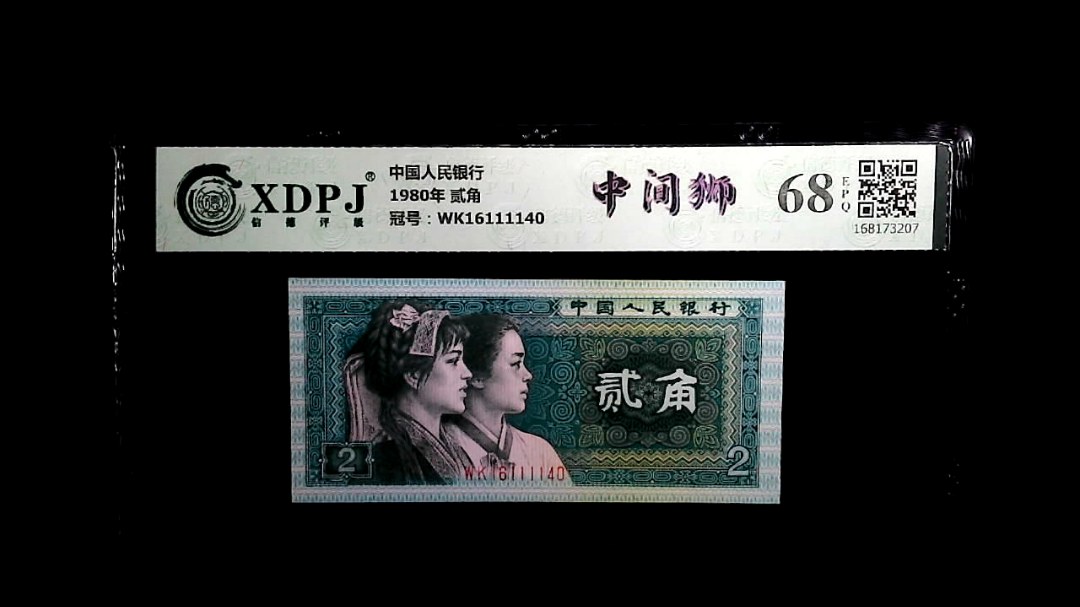 XDPJ®
信德评级
中国人民银行
1980年 贰角
冠号：WK16111140
中间狮
68
EPQ
168173207
中国人民银行
贰角
2
WK16111140
2